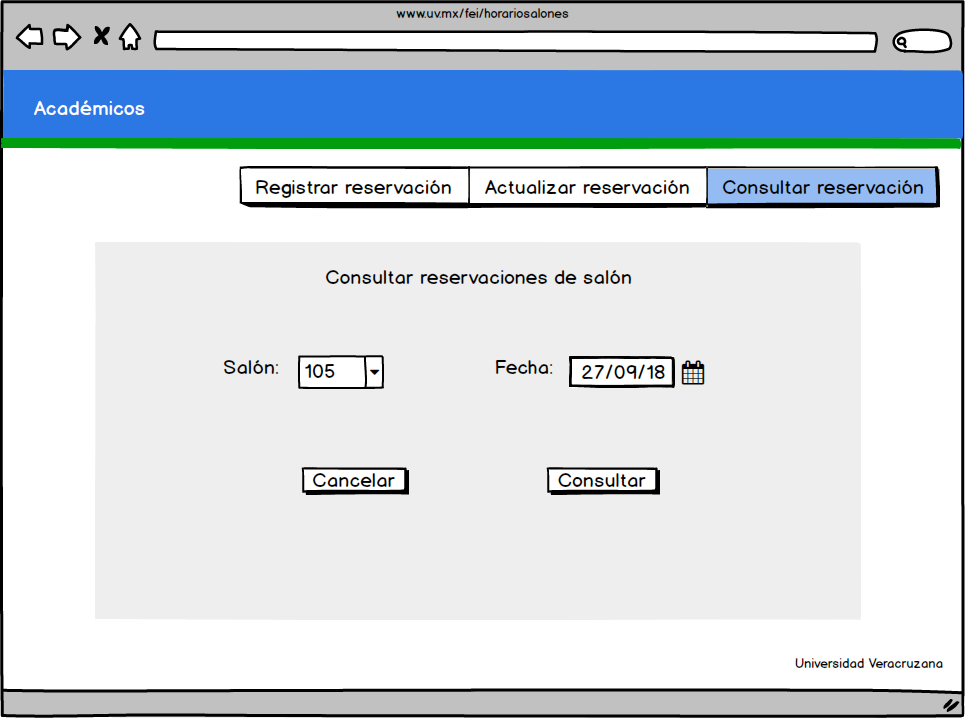 www.uv.mx/fei/horariosalones
Académicos
Registrar reservación Actualizar reservación Consultar reservación
Consultar reservaciones de salón
Salón: 105 Fecha: 27/09/18
Cancelar Consultar
Universidad Veracruzana